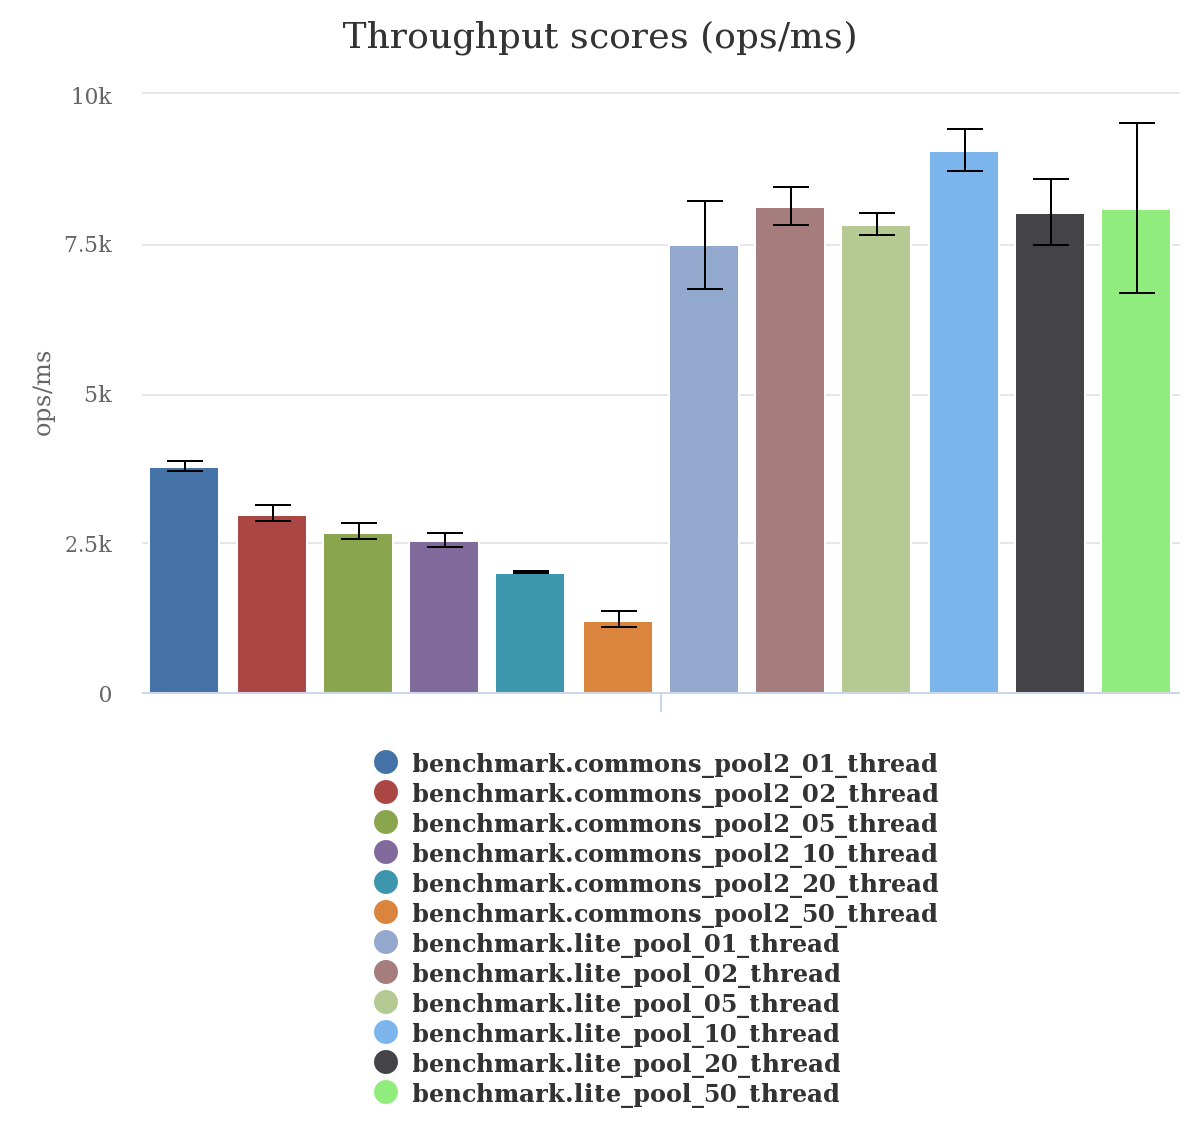 Throughput scores (ops/ms)
10k
7.5k
5k
2.5k
0
ops/ms
benchmark.commons_pool2_01_thread
benchmark.commons_pool2_02_thread
benchmark.commons_pool2_05_thread
benchmark.commons_pool2_10_thread
benchmark.commons_pool2_20_thread
benchmark.commons_pool2_50_thread
benchmark.lite_pool_01_thread
benchmark.lite_pool_02_thread
benchmark.lite_pool_05_thread
benchmark.lite_pool_10_thread
benchmark.lite_pool_20_thread
benchmark.lite_pool_50_thread